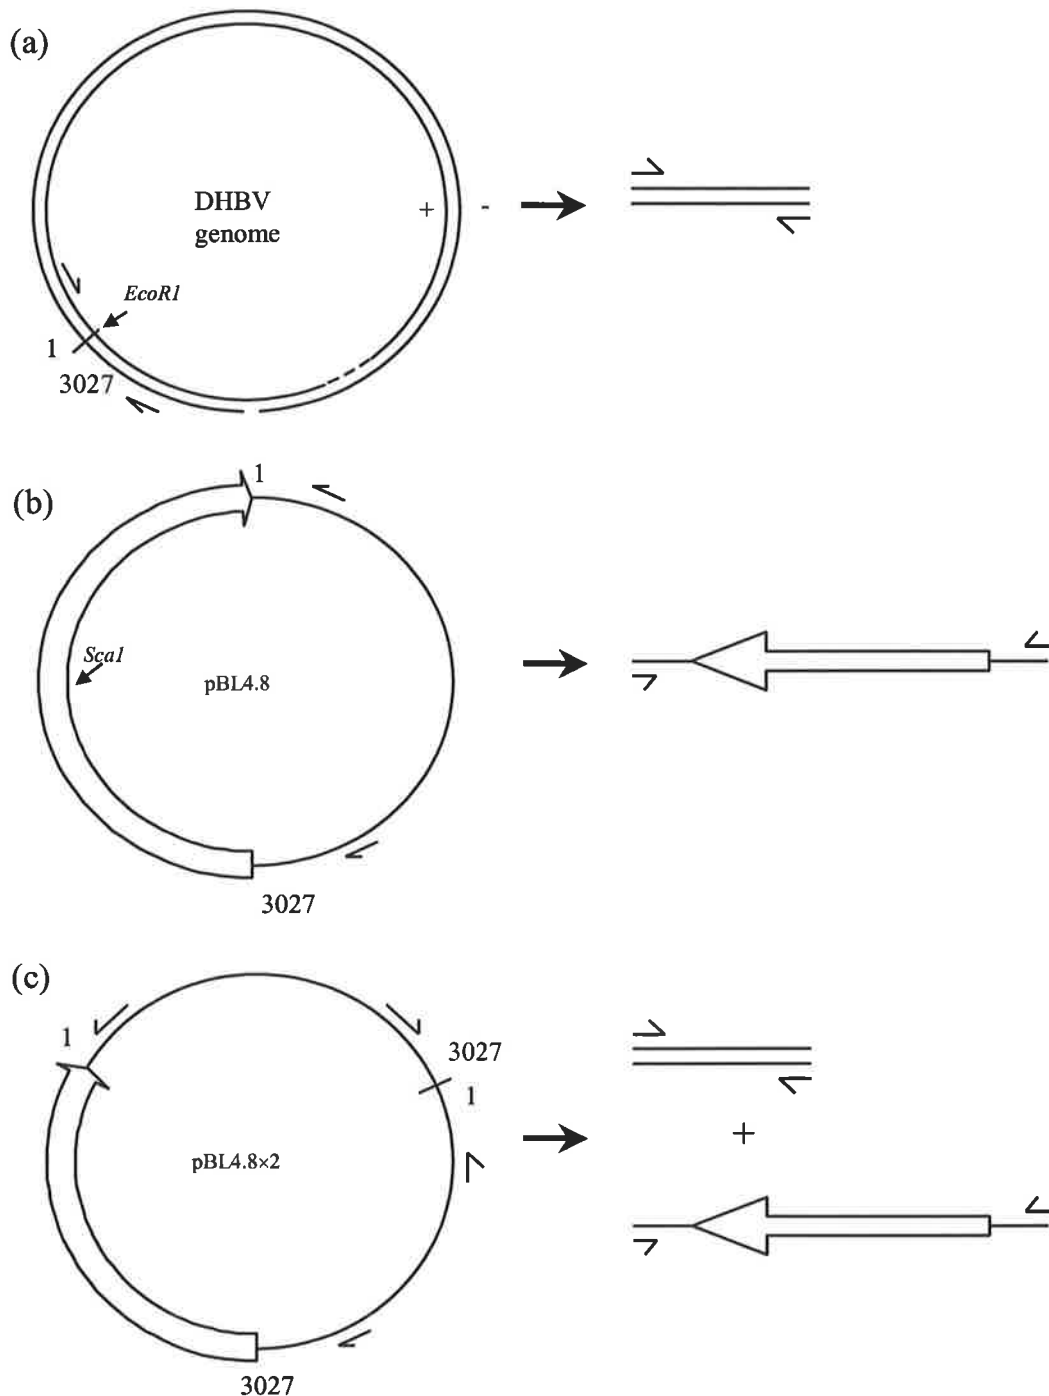 (a)
DHBV
genome
+
-
EcoR1
1
3027
(b)
1
Sca1
pBL4.8
3027
(c)
1
3027
1
pBL4.8×2
+
3027